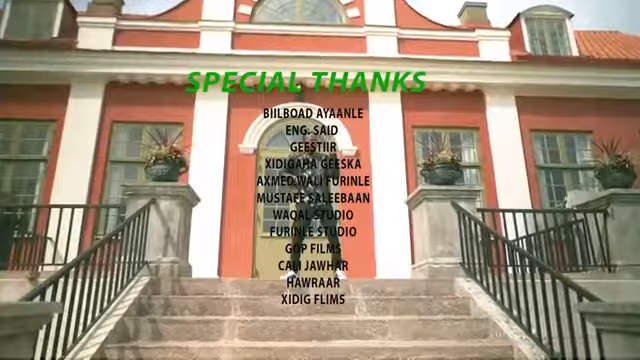 SPECIAL THANKS
BIILBOAD AYAANLE
ENG. SAID
GEESTIIR
XIDIGAHA GEESKA
AXMED WALI FURINLE
MUSTAFE SALEEBAAN
WAQAL STUDIO
FURINLE STUDIO
GOP FILMS
CALI JAWHAR
HAWRAAR
XIDIG FLIMS